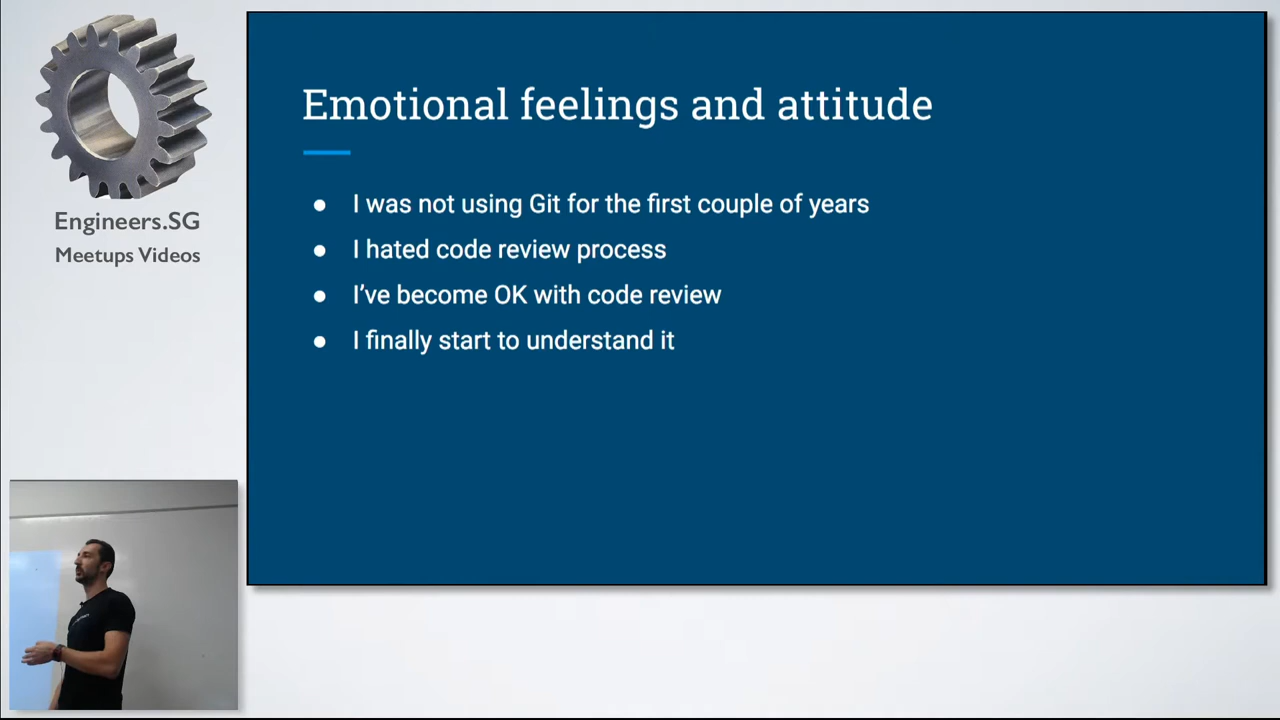 Engineers.SG
Meetups Videos
Emotional feelings and attitude
● I was not using Git for the first couple of years
● I hated code review process
● I’ve become OK with code review
● I finally start to understand it